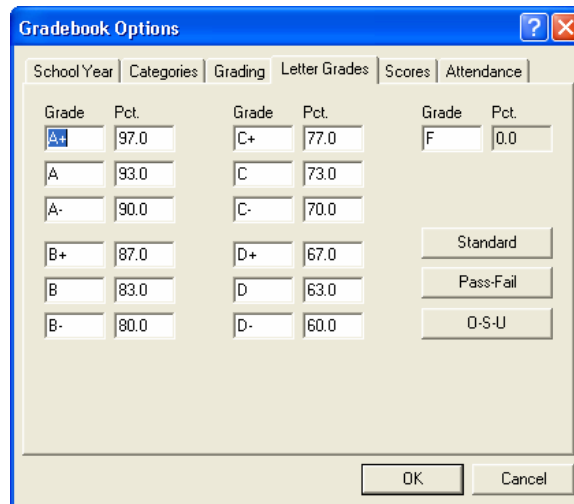 Gradebook Options
School Year Categories Grading Letter Grades Scores Attendance
Grade Pct. Grade Pct. Grade Pct.
A+ 97.0 C+ 77.0 F 0.0
A 93.0 C 73.0
A- 90.0 C- 70.0
Standard
B+ 87.0 D+ 67.0
B 83.0 D 63.0 Pass-Fail
B- 80.0 D- 60.0 O-S-U
OK Cancel